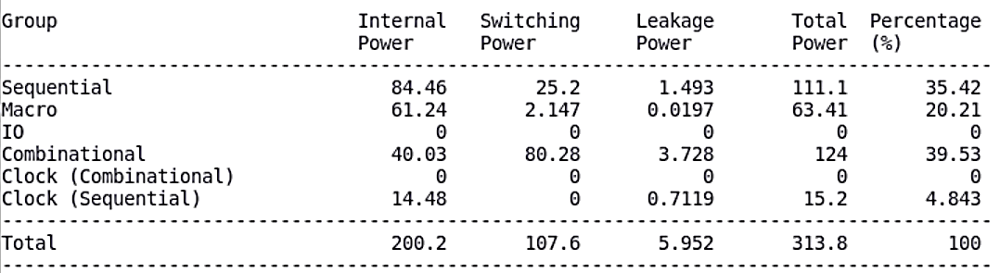 Group Internal Switching Leakage Total Percentage
Power Power Power Power (%)
--------------------------------------------------------------------------------
Sequential 84.46 25.2 1.493 111.1 35.42
Macro 61.24 2.147 0.0197 63.41 20.21
IO 0 0 0 0 0
Combinational 40.03 80.28 3.728 124 39.53
Clock (Combinational) 0 0 0 0 0
Clock (Sequential) 14.48 0 0.7119 15.2 4.843
--------------------------------------------------------------------------------
Total 200.2 107.6 5.952 313.8 100
--------------------------------------------------------------------------------